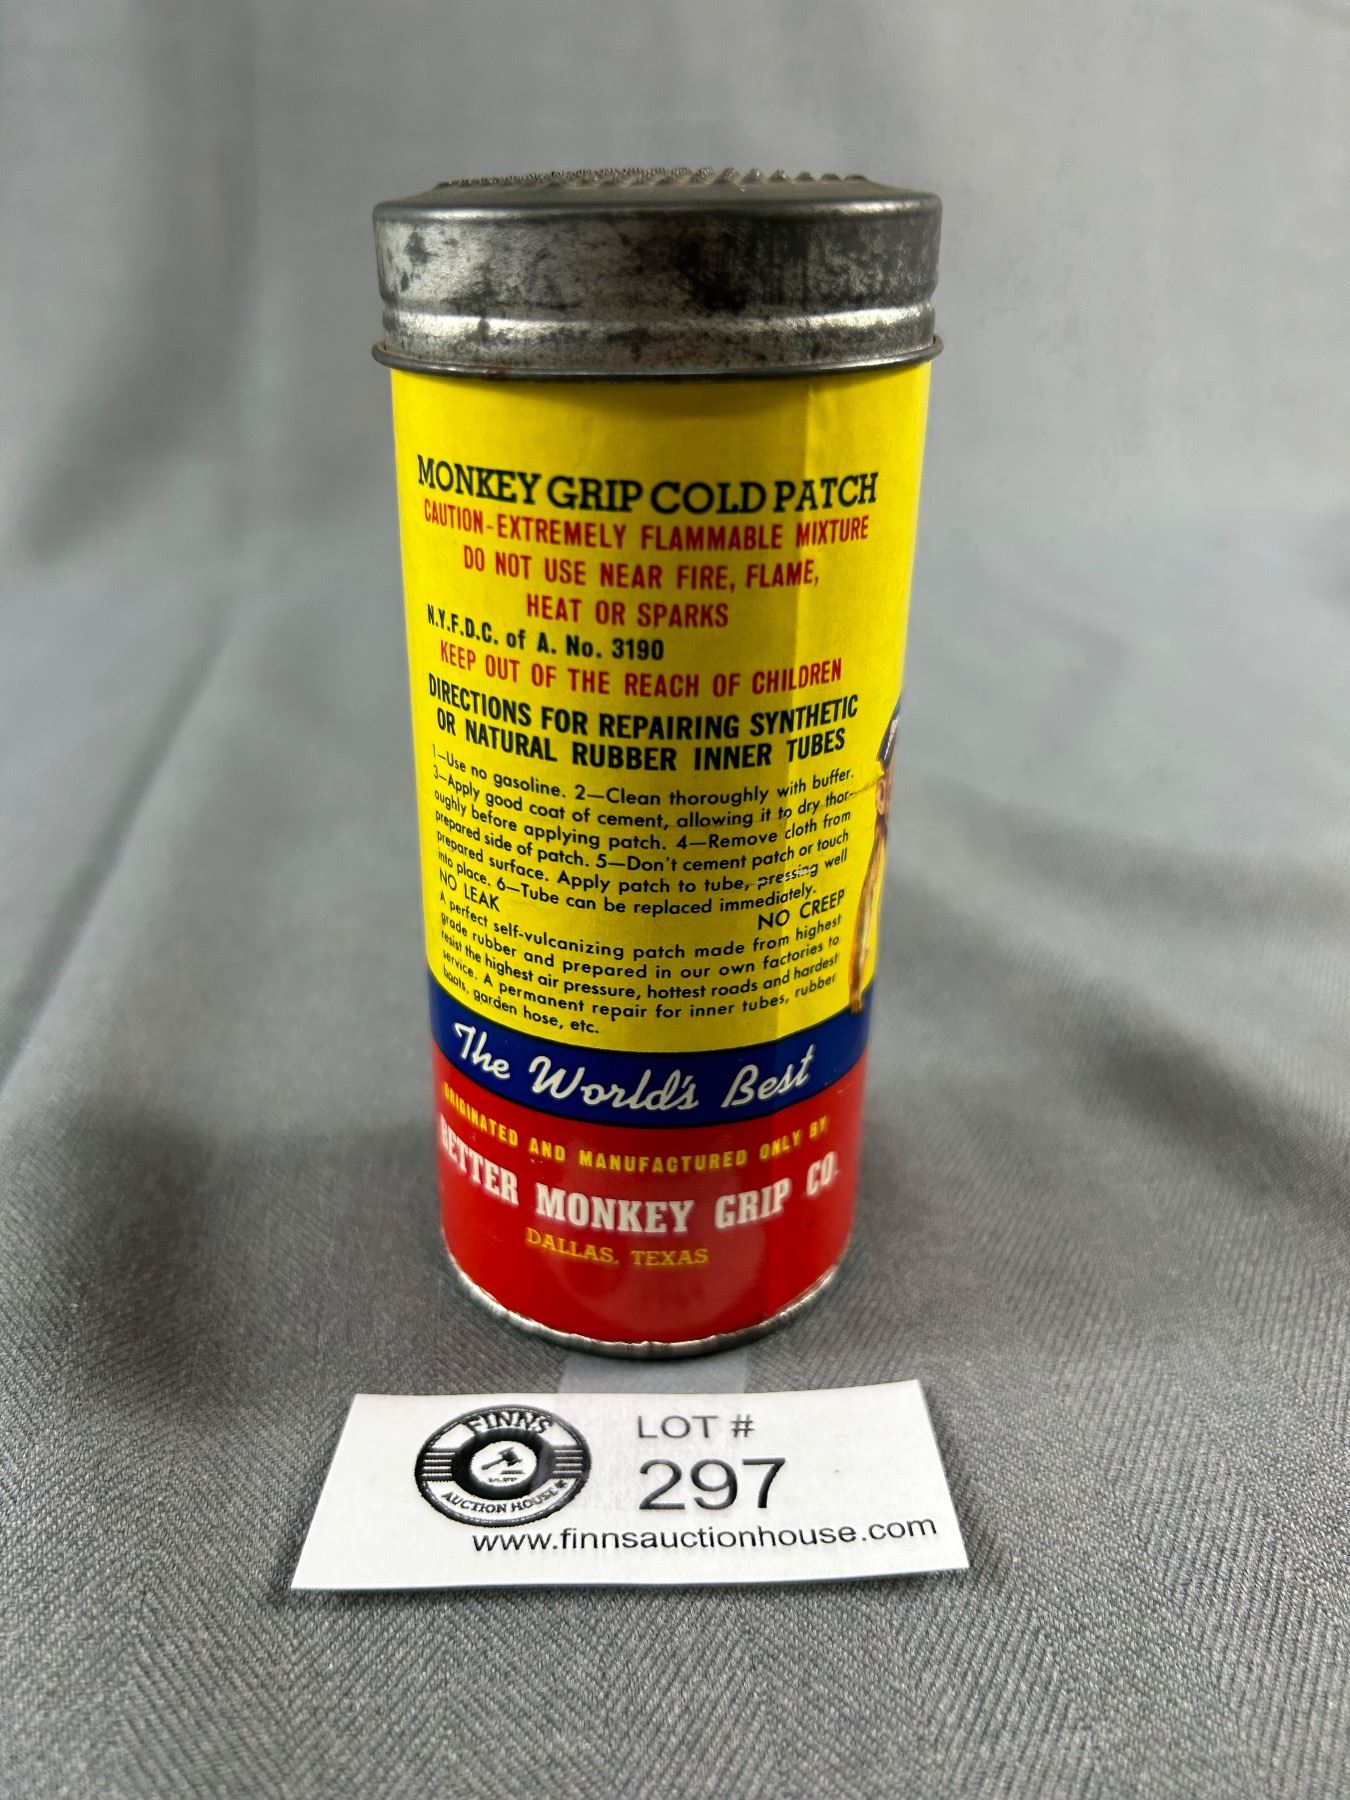 MONKEY GRIP COLD PATCH
CAUTION-EXTREMELY FLAMMABLE MIXTURE
DO NOT USE NEAR FIRE, FLAME,
HEAT OR SPARKS
N.Y.F.D.C. of A. No. 3190
KEEP OUT OF THE REACH OF CHILDREN
DIRECTIONS FOR REPAIRING SYNTHETIC
OR NATURAL RUBBER INNER TUBES
1—Use no gasoline. 2—Clean thoroughly with buffer.
3—Apply good coat of cement, allowing it to dry thor-
oughly before applying patch. 4—Remove cloth from
prepared side of patch. 5—Don't cement patch or touch
prepared surface. Apply patch to tube, pressing well
into place. 6—Tube can be replaced immediately.
NO LEAK NO CREEP
A perfect self-vulcanizing patch made from highest
grade rubber and prepared in our own factories to
resist the highest air pressure, hottest roads and hardest
service. A permanent repair for inner tubes, rubber
boots, garden hose, etc.
The World's Best
ORIGINATED AND MANUFACTURED ONLY BY
BETTER MONKEY GRIP CO.
DALLAS, TEXAS
FINNS
AUCTION HOUSE
LOT #
297
www.finnsauctionhouse.com